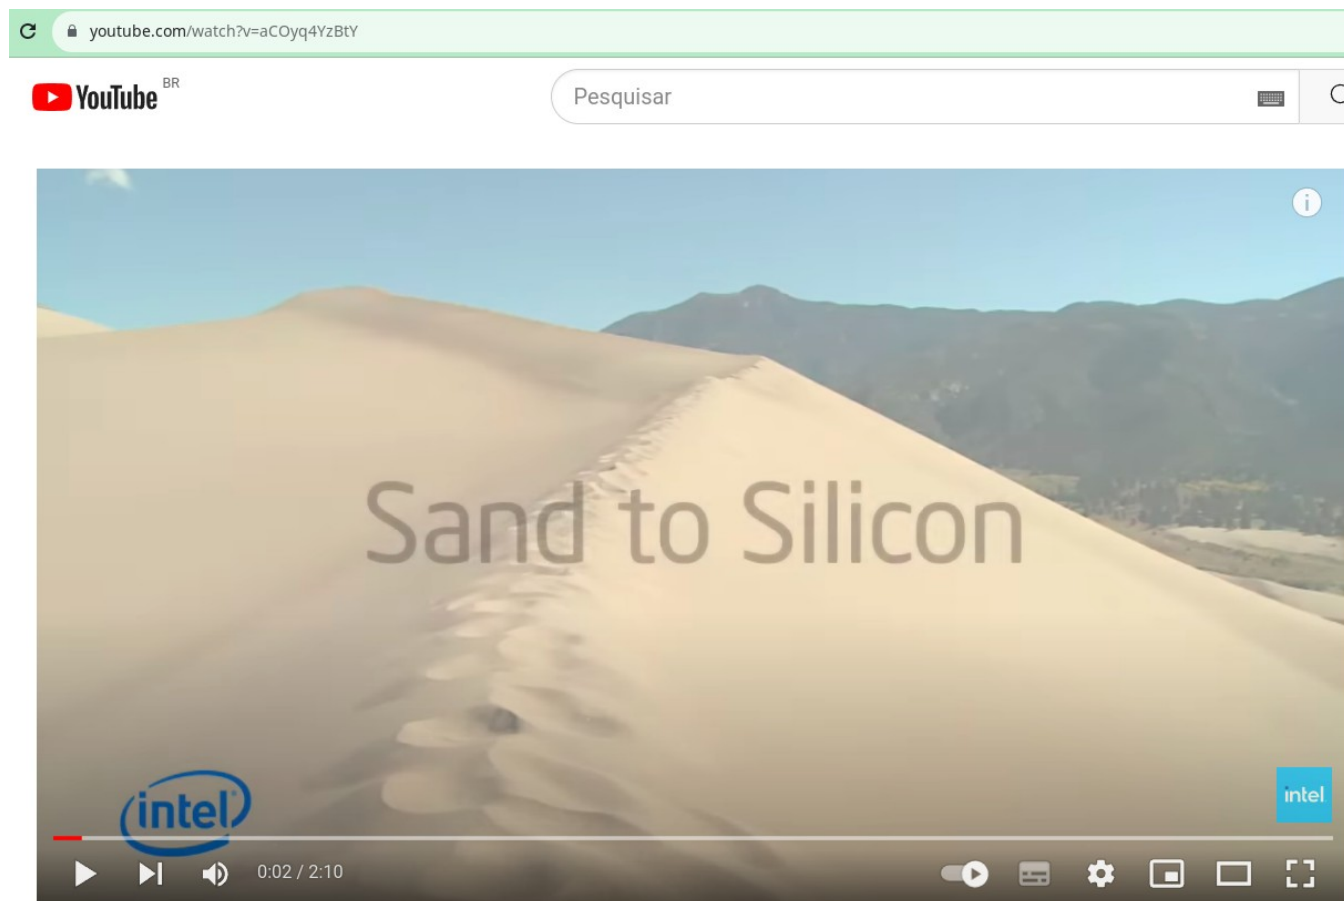 youtube.com/watch?v=aCOyq4YzBtY
YouTube BR
Pesquisar
i
Sand to Silicon
intel
intel
0:02 / 2:10